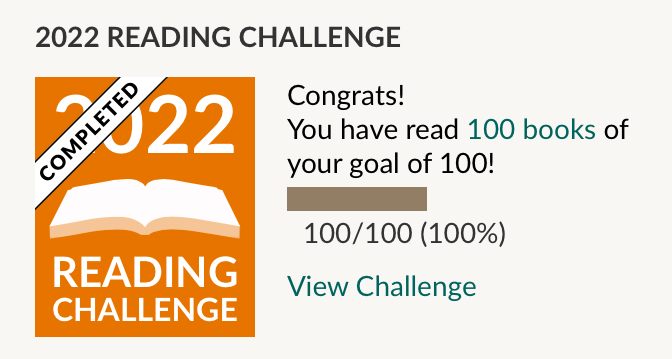 2022 READING CHALLENGE
COMPLETED
2022
READING
CHALLENGE
Congrats!
You have read 100 books of
your goal of 100!
100/100 (100%)
View Challenge